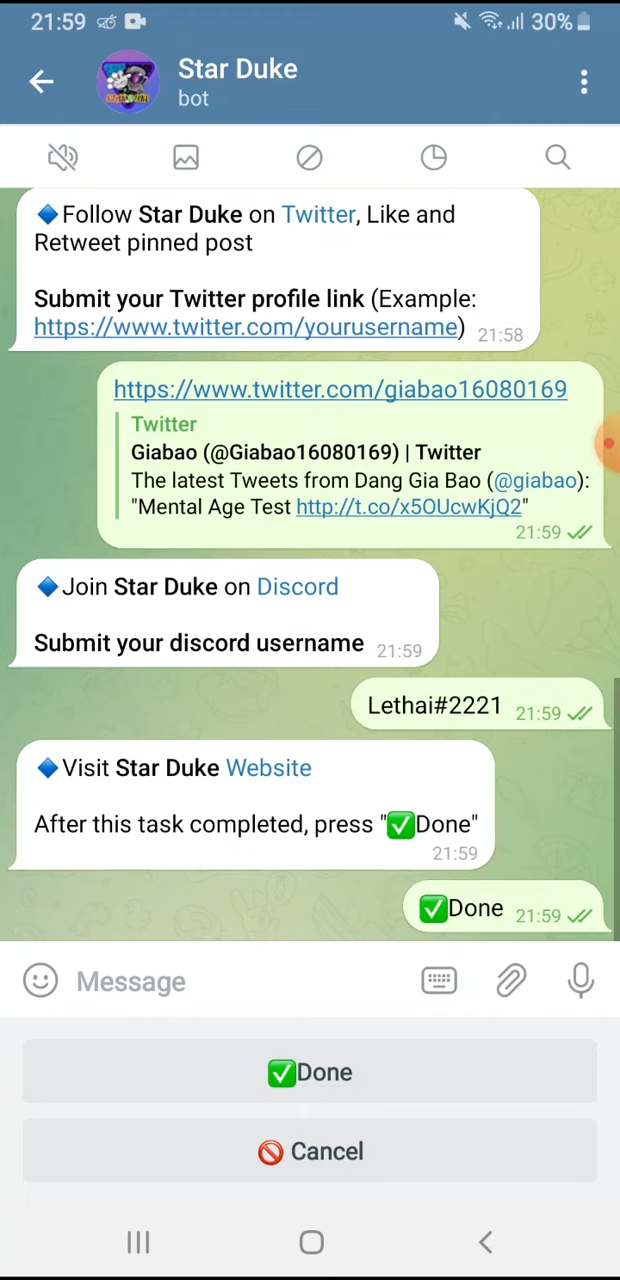 21:59 30%
Star Duke
bot
🔷Follow Star Duke on Twitter, Like and
Retweet pinned post
Submit your Twitter profile link (Example:
https://www.twitter.com/yourusername) 21:58
https://www.twitter.com/giabao16080169
Twitter
Giabao (@Giabao16080169) | Twitter
The latest Tweets from Dang Gia Bao (@giabao):
"Mental Age Test http://t.co/x5OUcwKjQ2"
21:59
🔷Join Star Duke on Discord
Submit your discord username 21:59
Lethai#2221 21:59
🔷Visit Star Duke Website
After this task completed, press "✅Done"
21:59
✅Done 21:59
Message
✅Done
🚫 Cancel